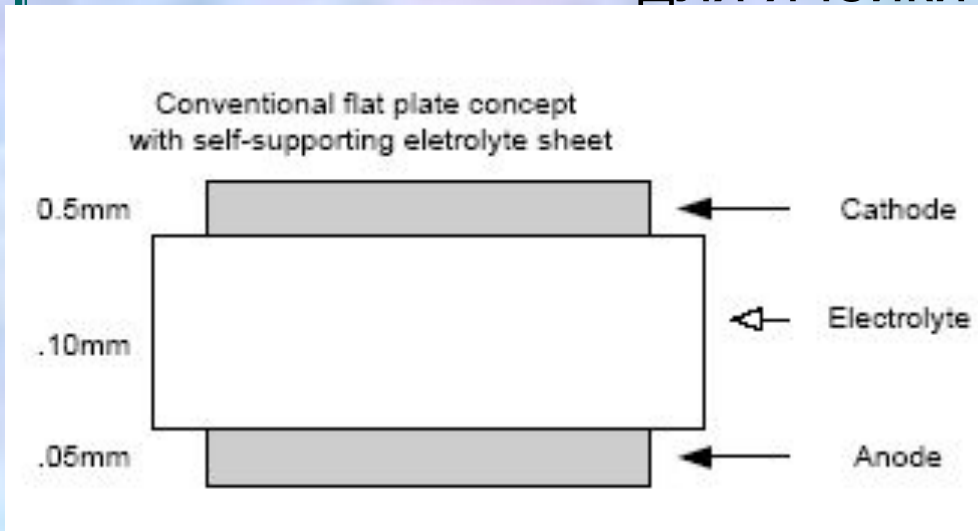 Conventional flat plate concept
with self-supporting eletrolyte sheet
0.5mm
Cathode
Electrolyte
.10mm
.05mm
Anode